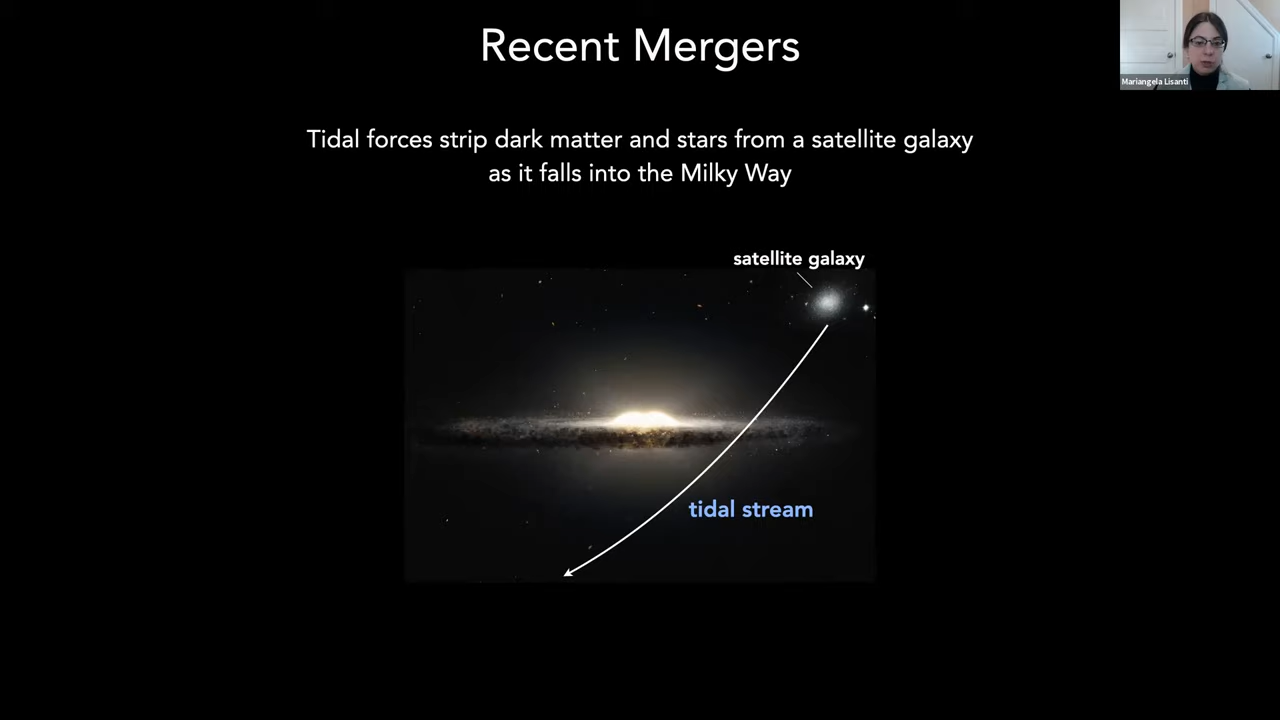 Recent Mergers
Mariangela Lisanti
Tidal forces strip dark matter and stars from a satellite galaxy
as it falls into the Milky Way
satellite galaxy
tidal stream